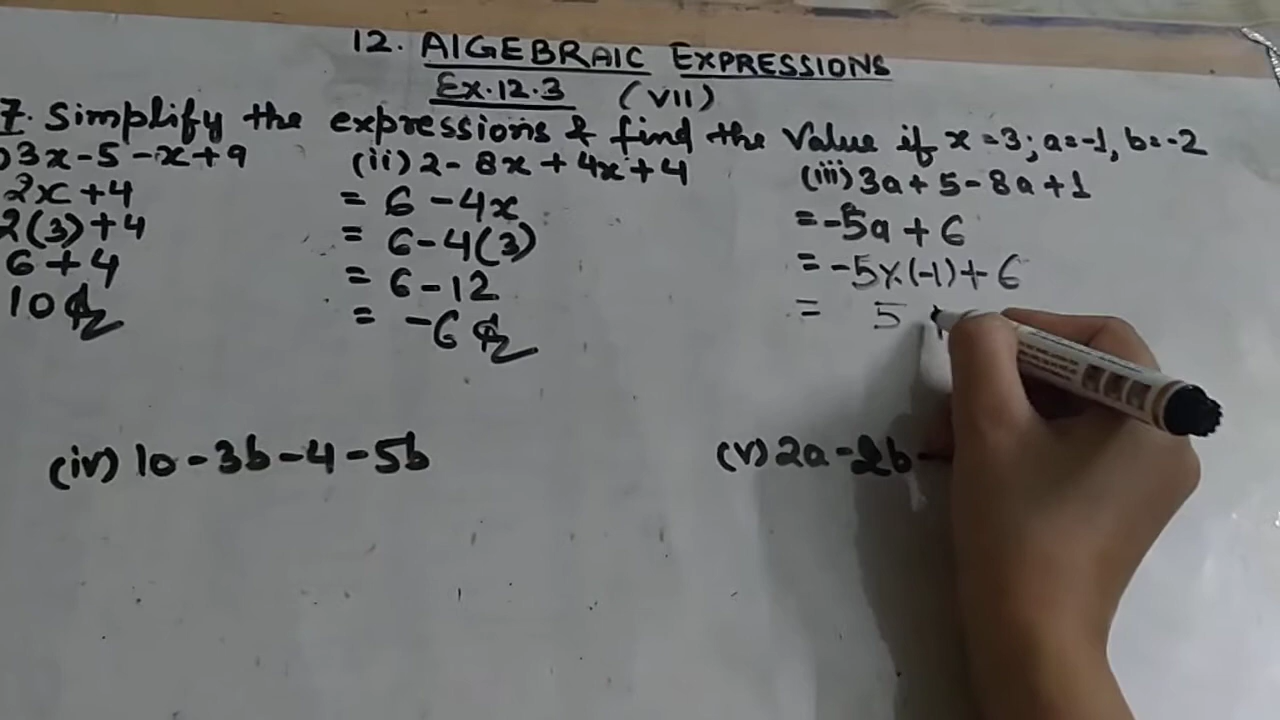 12. AlGEBRAIC EXPRESSIONS
Ex.12.3 (VII)
7. Simplify the expressions & find the Value if x=3; a=-1, b=-2
) 3x-5-x+9
2x+4
2(3)+4
6+4
10
(ii) 2-8x+4x+4
= 6-4x
= 6-4(3)
= 6-12
= -6
(iii) 3a+5-8a+1
= -5a+6
= -5x(-1)+6
= 5
(iv) 10-3b-4-5b
(v) 2a-2b-